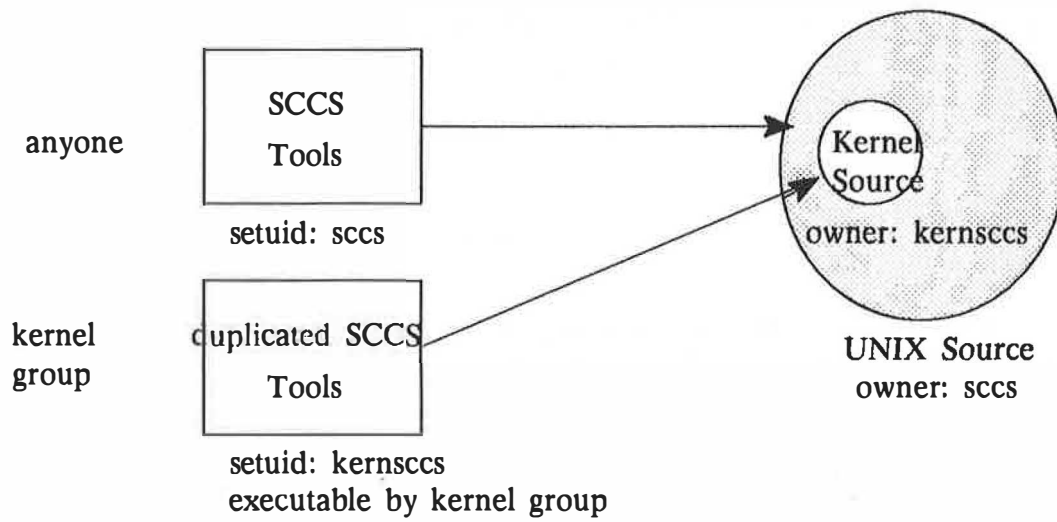 anyone
SCCS
Tools
setuid: sccs
kernel
group
duplicated SCCS
Tools
setuid: kernsccs
executable by kernel group
Kernel
Source
owner: kernsccs
UNIX Source
owner: sccs